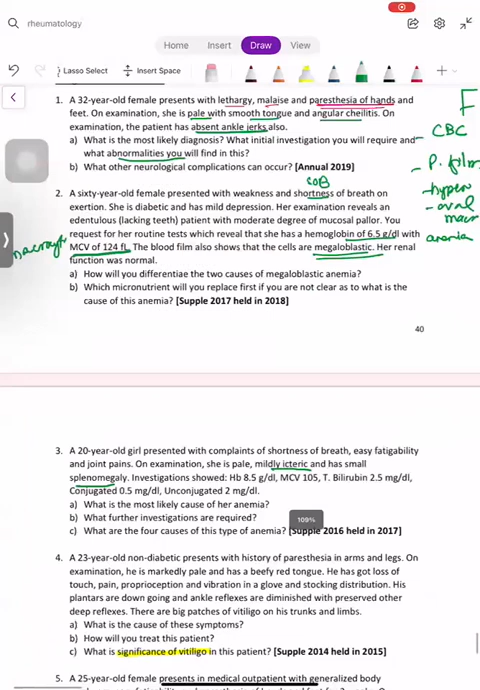 rheumatology
Home Insert Draw View
Lasso Select Insert Space
1. A 32-year-old female presents with lethargy, malaise and paresthesia of hands and
feet. On examination, she is pale with smooth tongue and angular cheilitis. On
examination, the patient has absent ankle jerks also.
a) What is the most likely diagnosis? What initial investigation you will require and
what abnormalities you will find in this?
b) What other neurological complications can occur? [Annual 2019]
F
CBC
- P. film
-hyper
- oval
macr
anemia
SOB
2. A sixty-year-old female presented with weakness and shortness of breath on
exertion. She is diabetic and has mild depression. Her examination reveals a
edentulous (lacking teeth) patient with moderate degree of mucosal pallor. You
request for her routine tests which reveal that she has a hemoglobin of 6.5 g/dl with
MCV of 124 fL. The blood film also shows that the cells are megaloblastic. Her renal
function was normal.
a) How will you differentiae the two causes of megaloblastic anemia?
b) Which micronutrient will you replace first if you are not clear as to what is the
cause of this anemia? [Supple 2017 held in 2018]
40
3. A 20-year-old girl presented with complaints of shortness of breath, easy fatigability
and joint pains. On examination, she is pale, mildly icteric and has small
splenomegaly. Investigations showed: Hb 8.5 g/dl, MCV 105, T. Bilirubin 2.5 mg/dl,
Conjugated 0.5 mg/dl, Unconjugated 2 mg/dl.
a) What is the most likely cause of her anemia?
b) What further investigations are required?
109%
c) What are the four causes of this type of anemia? [Supple 2016 held in 2017]
4. A 23-year-old non-diabetic presents with history of paresthesia in arms and legs. On
examination, he is markedly pale and has a beefy red tongue. He has got loss of
touch, pain, proprioception and vibration in a glove and stocking distribution. His
plantars are down going and ankle reflexes are diminished with preserved other
deep reflexes. There are big patches of vitiligo on his trunks and limbs.
a) What is the cause of these symptoms?
b) How will you treat this patient?
c) What is significance of vitiligo in this patient? [Supple 2014 held in 2015]
5. A 25-year-old female presents in medical outpatient with generalized body